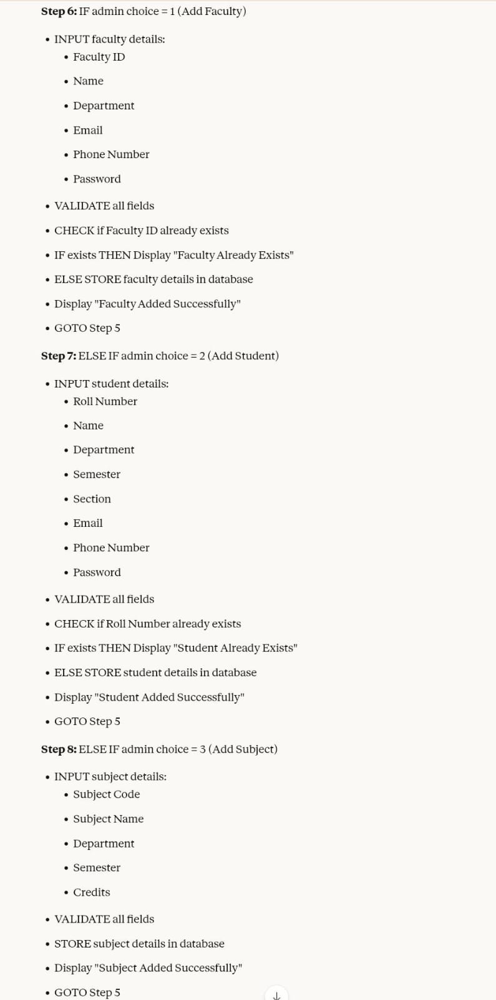 Step 6: IF admin choice = 1 (Add Faculty)
• INPUT faculty details:
• Faculty ID
• Name
• Department
• Email
• Phone Number
• Password
• VALIDATE all fields
• CHECK if Faculty ID already exists
• IF exists THEN Display "Faculty Already Exists"
• ELSE STORE faculty details in database
• Display "Faculty Added Successfully"
• GOTO Step 5
Step 7: ELSE IF admin choice = 2 (Add Student)
• INPUT student details:
• Roll Number
• Name
• Department
• Semester
• Section
• Email
• Phone Number
• Password
• VALIDATE all fields
• CHECK if Roll Number already exists
• IF exists THEN Display "Student Already Exists"
• ELSE STORE student details in database
• Display "Student Added Successfully"
• GOTO Step 5
Step 8: ELSE IF admin choice = 3 (Add Subject)
• INPUT subject details:
• Subject Code
• Subject Name
• Department
• Semester
• Credits
• VALIDATE all fields
• STORE subject details in database
• Display "Subject Added Successfully"
• GOTO Step 5